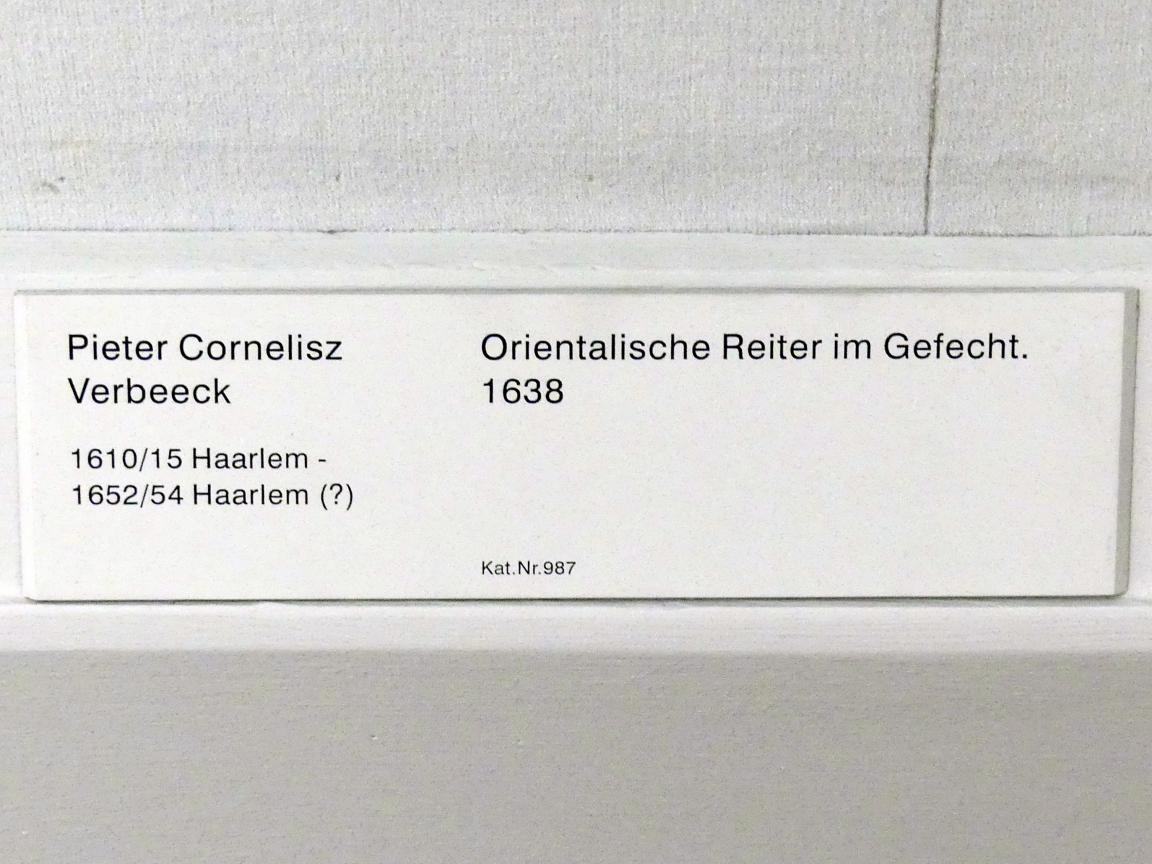 Pieter Cornelisz
Verbeeck
1610/15 Haarlem -
1652/54 Haarlem (?)
Orientalische Reiter im Gefecht.
1638
Kat.Nr.987